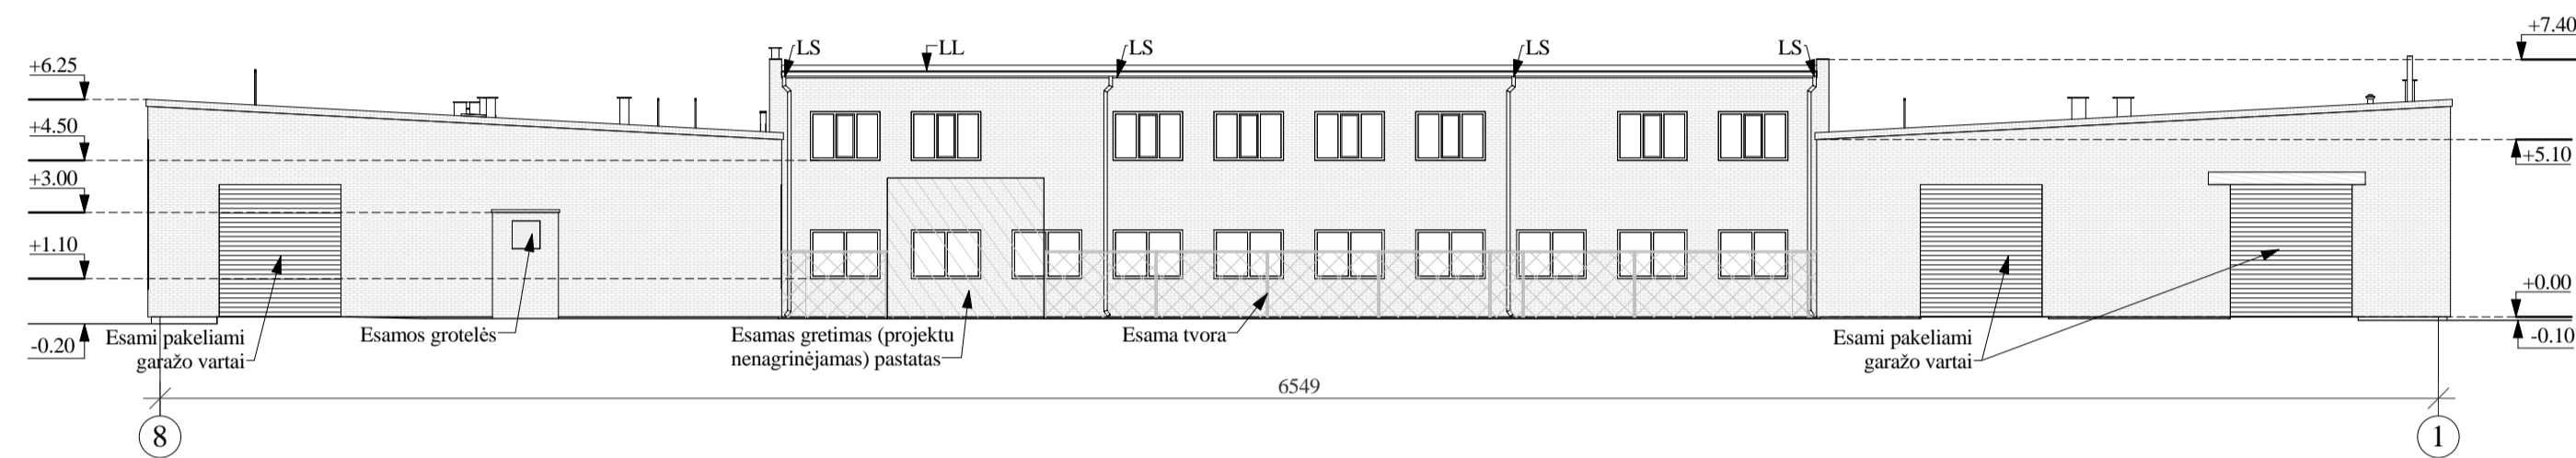 +7.40
LS
LL
LS
LS
LS
+6.25
+4.50
+5.10
+3.00
+1.10
+0.00
-0.20
-0.10
Esami pakeliami
garažo vartai
Esamos grotelės
Esamas gretimas (projektu
nenagrinėjamas) pastatas
Esama tvora
Esami pakeliami
garažo vartai
6549
8
1